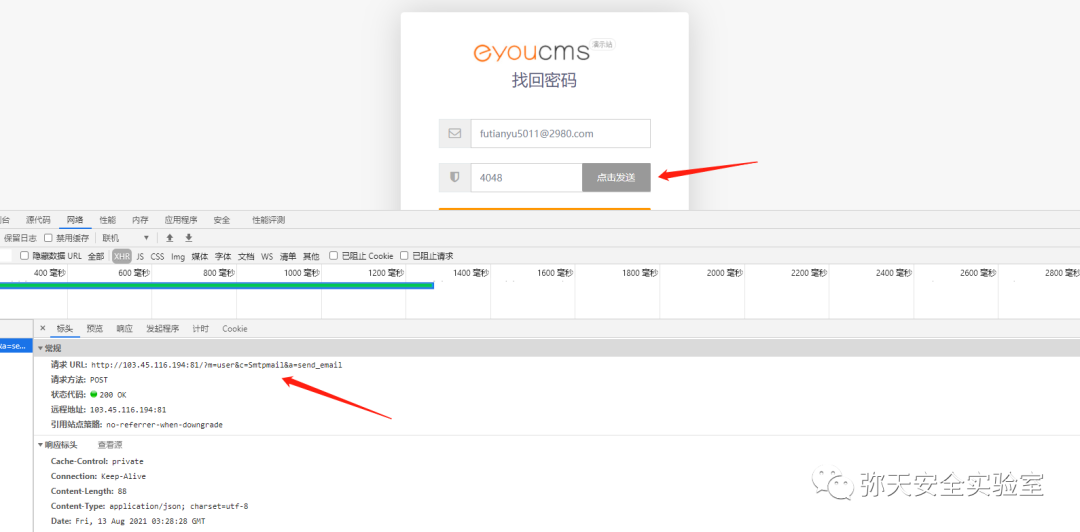 eyoucms 演示站
找回密码
futianyu5011@2980.com
4048 点击发送
源代码 网络 性能 内存 应用程序 安全 性能评测
保留日志 禁用缓存 联机
隐藏数据 URL 全部 XHR JS CSS Img 媒体 字体 文档 WS 清单 其他 已阻止 Cookie 已阻止请求
400 毫秒 600 毫秒 800 毫秒 1000 毫秒 1200 毫秒 1400 毫秒 1600 毫秒 1800 毫秒 2000 毫秒 2200 毫秒 2400 毫秒 2600 毫秒 2800 毫秒
× 标头 预览 响应 发起程序 计时 Cookie
a=se...
常规
请求 URL: http://103.45.116.194:81/?m=user&c=Smtpmail&a=send_email
请求方法: POST
状态代码: 200 OK
远程地址: 103.45.116.194:81
引用站点策略: no-referrer-when-downgrade
响应标头 查看源
Cache-Control: private
Connection: Keep-Alive
Content-Length: 88
Content-Type: application/json; charset=utf-8
Date: Fri, 13 Aug 2021 03:28:28 GMT
弥天安全实验室